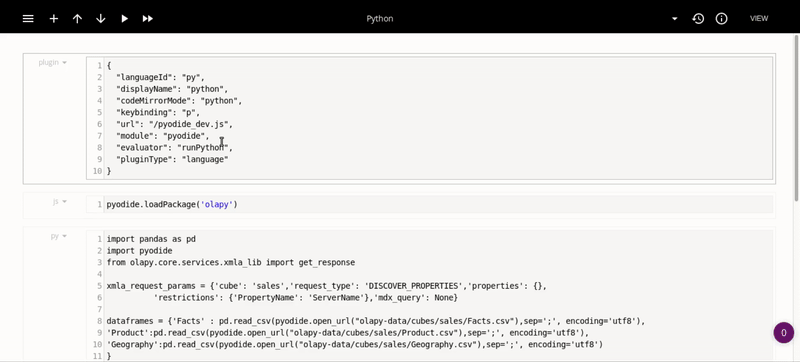 Python
VIEW
plugin
1 {
2 "languageId": "py",
3 "displayName": "python",
4 "codeMirrorMode": "python",
5 "keybinding": "p",
6 "url": "/pyodide_dev.js",
7 "module": "pyodide",
8 "evaluator": "runPython",
9 "pluginType": "language"
10 }
js
1 pyodide.loadPackage('olapy')
py
1 import pandas as pd
2 import pyodide
3 from olapy.core.services.xmla_lib import get_response
4
5 xmla_request_params = {'cube': 'sales','request_type': 'DISCOVER_PROPERTIES','properties': {},
6 'restrictions': {'PropertyName': 'ServerName'},'mdx_query': None}
7
8 dataframes = {'Facts' : pd.read_csv(pyodide.open_url("olapy-data/cubes/sales/Facts.csv"),sep=';', encoding='utf8'),
9 'Product':pd.read_csv(pyodide.open_url("olapy-data/cubes/sales/Product.csv"),sep=';', encoding='utf8'),
10 'Geography':pd.read_csv(pyodide.open_url("olapy-data/cubes/sales/Geography.csv"),sep=';', encoding='utf8')
11 }
0